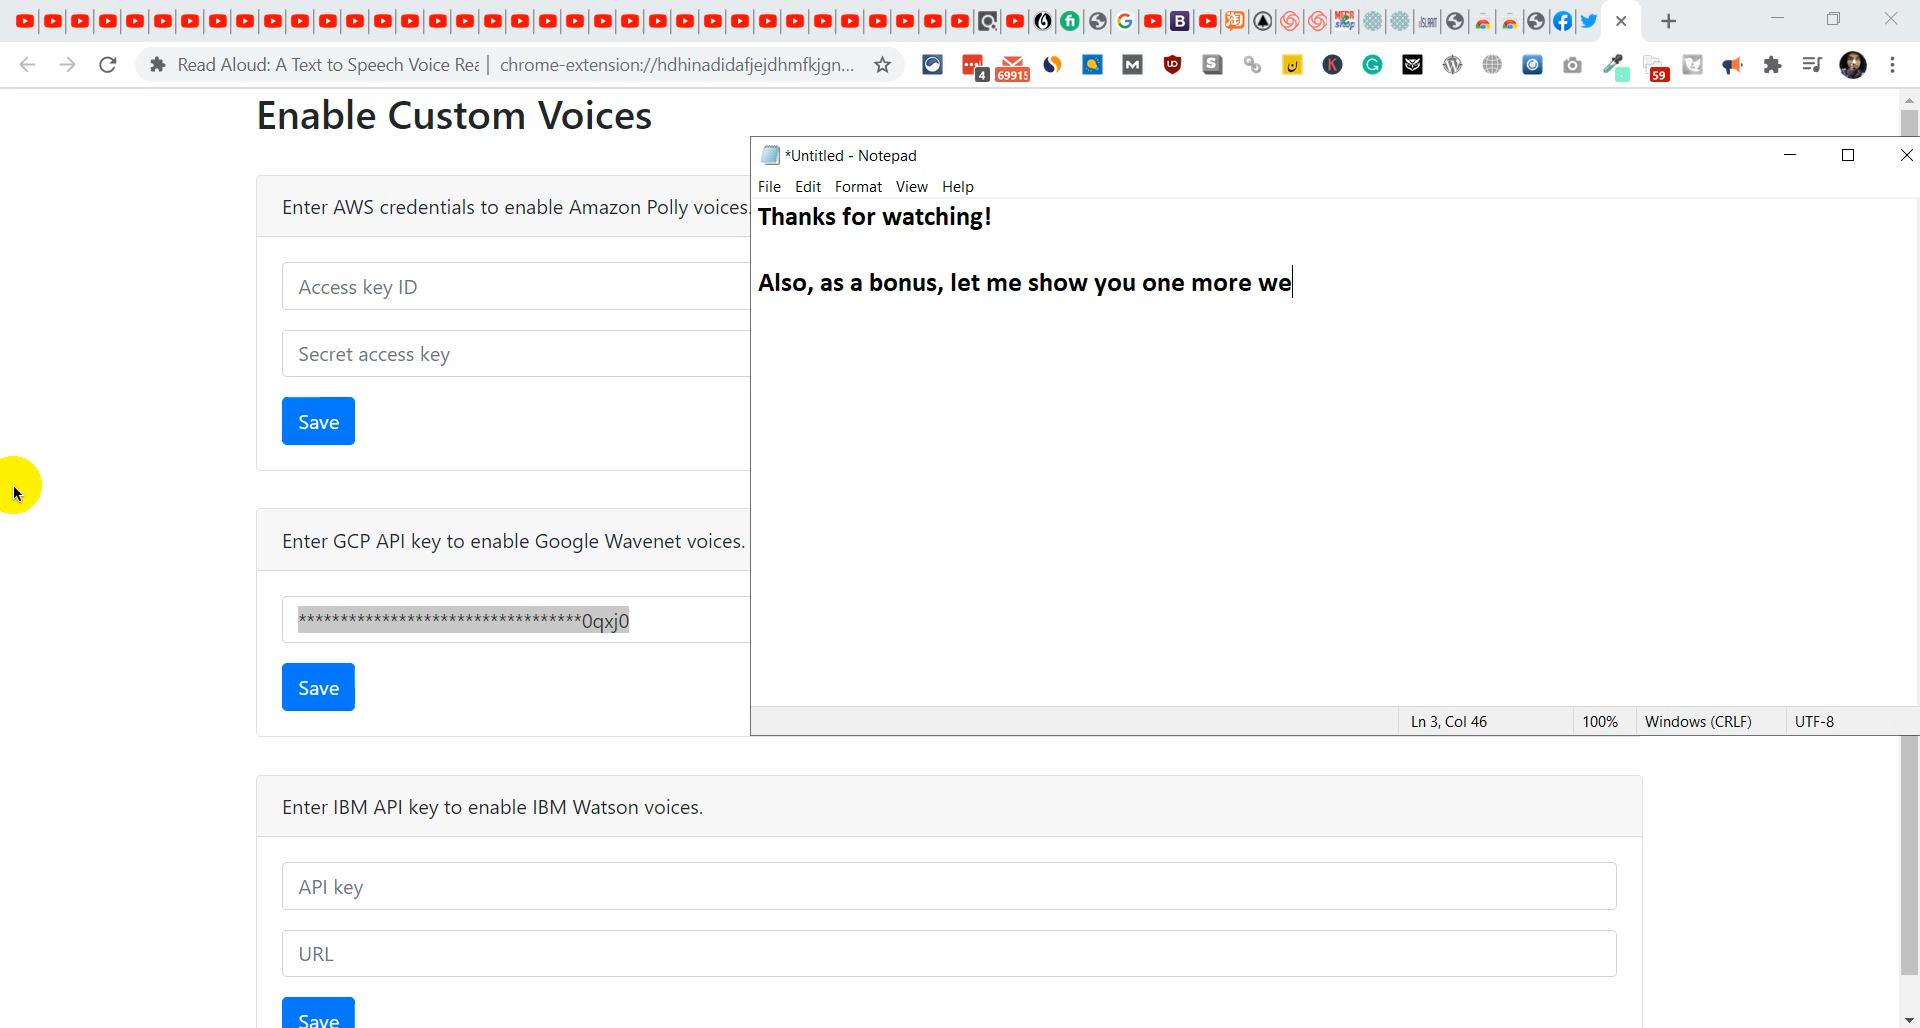 Read Aloud: A Text to Speech Voice Rec | chrome-extension://hdhinadidafjejdhmfkjgn...
4
69915
59
Enable Custom Voices
Enter AWS credentials to enable Amazon Polly voices.
Access key ID
Secret access key
Save
Enter GCP API key to enable Google Wavenet voices.
**********************************0qxj0
Save
*Untitled - Notepad
File Edit Format View Help
Thanks for watching!
Also, as a bonus, let me show you one more we
Ln 3, Col 46
100%
Windows (CRLF)
UTF-8
Enter IBM API key to enable IBM Watson voices.
API key
URL
Save